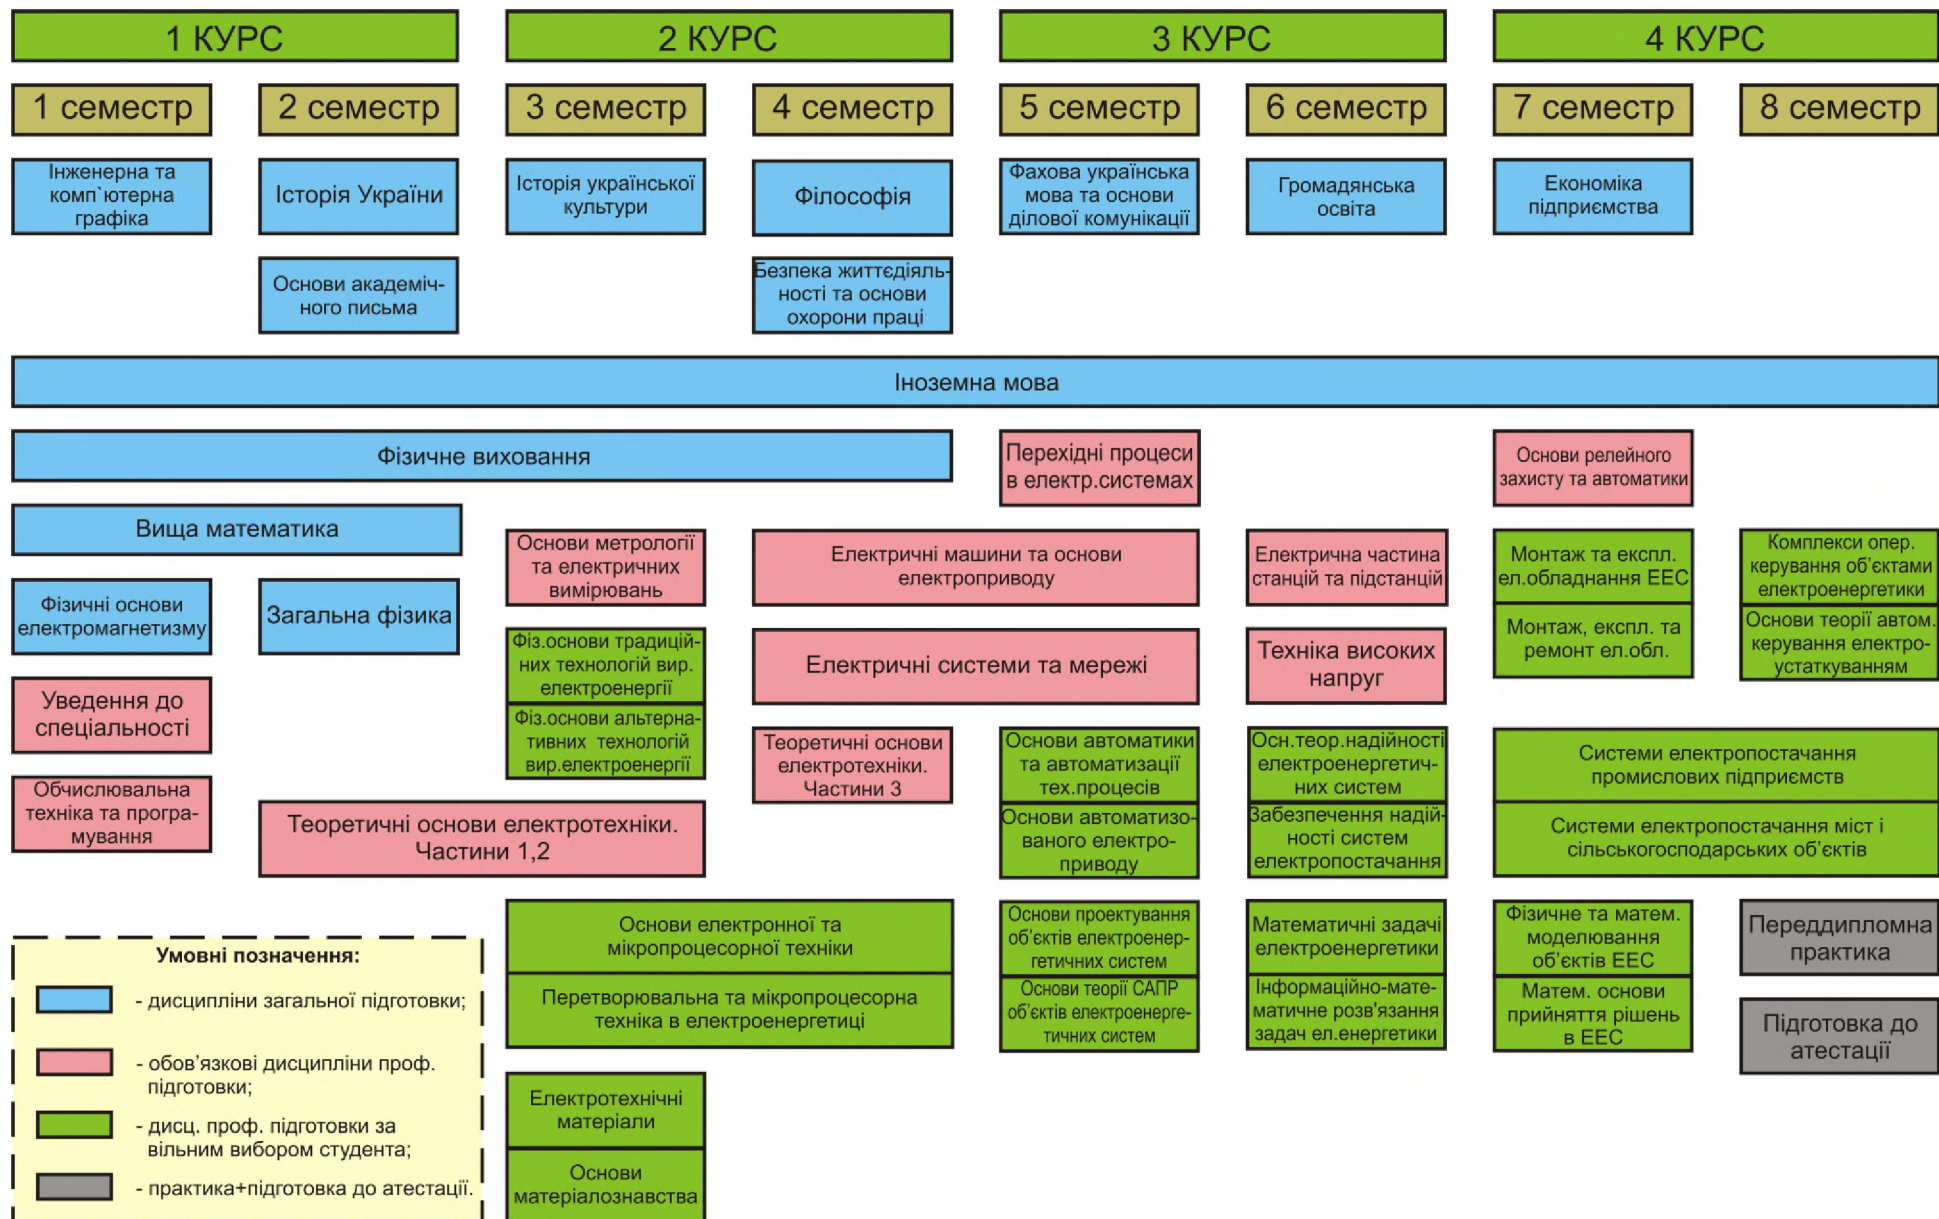 1 КУРС
2 КУРС
3 КУРС
4 КУРС
1 семестр
2 семестр
3 семестр
4 семестр
5 семестр
6 семестр
7 семестр
8 семестр
Інженерна та
комп`ютерна
графіка
Історія України
Історія української
культури
Філософія
Фахова українська
мова та основи
ділової комунікації
Громадянська
освіта
Економіка
підприємства
Основи академіч-
ного письма
Безпека життєдіяль-
ності та основи
охорони праці
Іноземна мова
Фізичне виховання
Перехідні процеси
в електр.системах
Основи релейного
захисту та автоматики
Вища математика
Основи метрології
та електричних
вимірювань
Електричні машини та основи
електроприводу
Електрична частина
станцій та підстанцій
Монтаж та експл.
ел.обладнання ЕЕС
Комплекси опер.
керування об’єктами
електроенергетики
Фізичні основи
електромагнетизму
Загальна фізика
Фіз.основи традицій-
них технологій вир.
електроенергії
Електричні системи та мережі
Техніка високих
напруг
Монтаж, експл. та
ремонт ел.обл.
Основи теорії автом.
керування електро-
устаткуванням
Уведення до
спеціальності
Фіз.основи альтерна-
тивних технологій
вир.електроенергії
Теоретичні основи
електротехніки.
Частини 3
Основи автоматики
та автоматизації
тех.процесів
Осн.теор.надійності
електроенергетич-
них систем
Системи електропостачання
промислових підприємств
Обчислювальна
техніка та програ-
мування
Теоретичні основи електротехніки.
Частини 1,2
Основи автоматизо-
ваного електро-
приводу
Забезпечення надій-
ності систем
електропостачання
Системи електропостачання міст і
сільськогосподарських об’єктів
Основи електронної та
мікропроцесорної техніки
Основи проектування
об’єктів електроенер-
гетичних систем
Математичні задачі
електроенергетики
Фізичне та матем.
моделювання
об’єктів ЕЕС
Переддипломна
практика
Перетворювальна та мікропроцесорна
техніка в електроенергетиці
Основи теорії САПР
об’єктів електроенерге-
тичних систем
Інформаційно-мате-
матичне розв'язання
задач ел.енергетики
Матем. основи
прийняття рішень
в ЕЕС
Підготовка до
атестації
Електротехнічні
матеріали
Основи
матеріалознавства
Умовні позначення:
- дисципліни загальної підготовки;
- обов’язкові дисципліни проф.
підготовки;
- дисц. проф. підготовки за
вільним вибором студента;
- практика+підготовка до атестації.